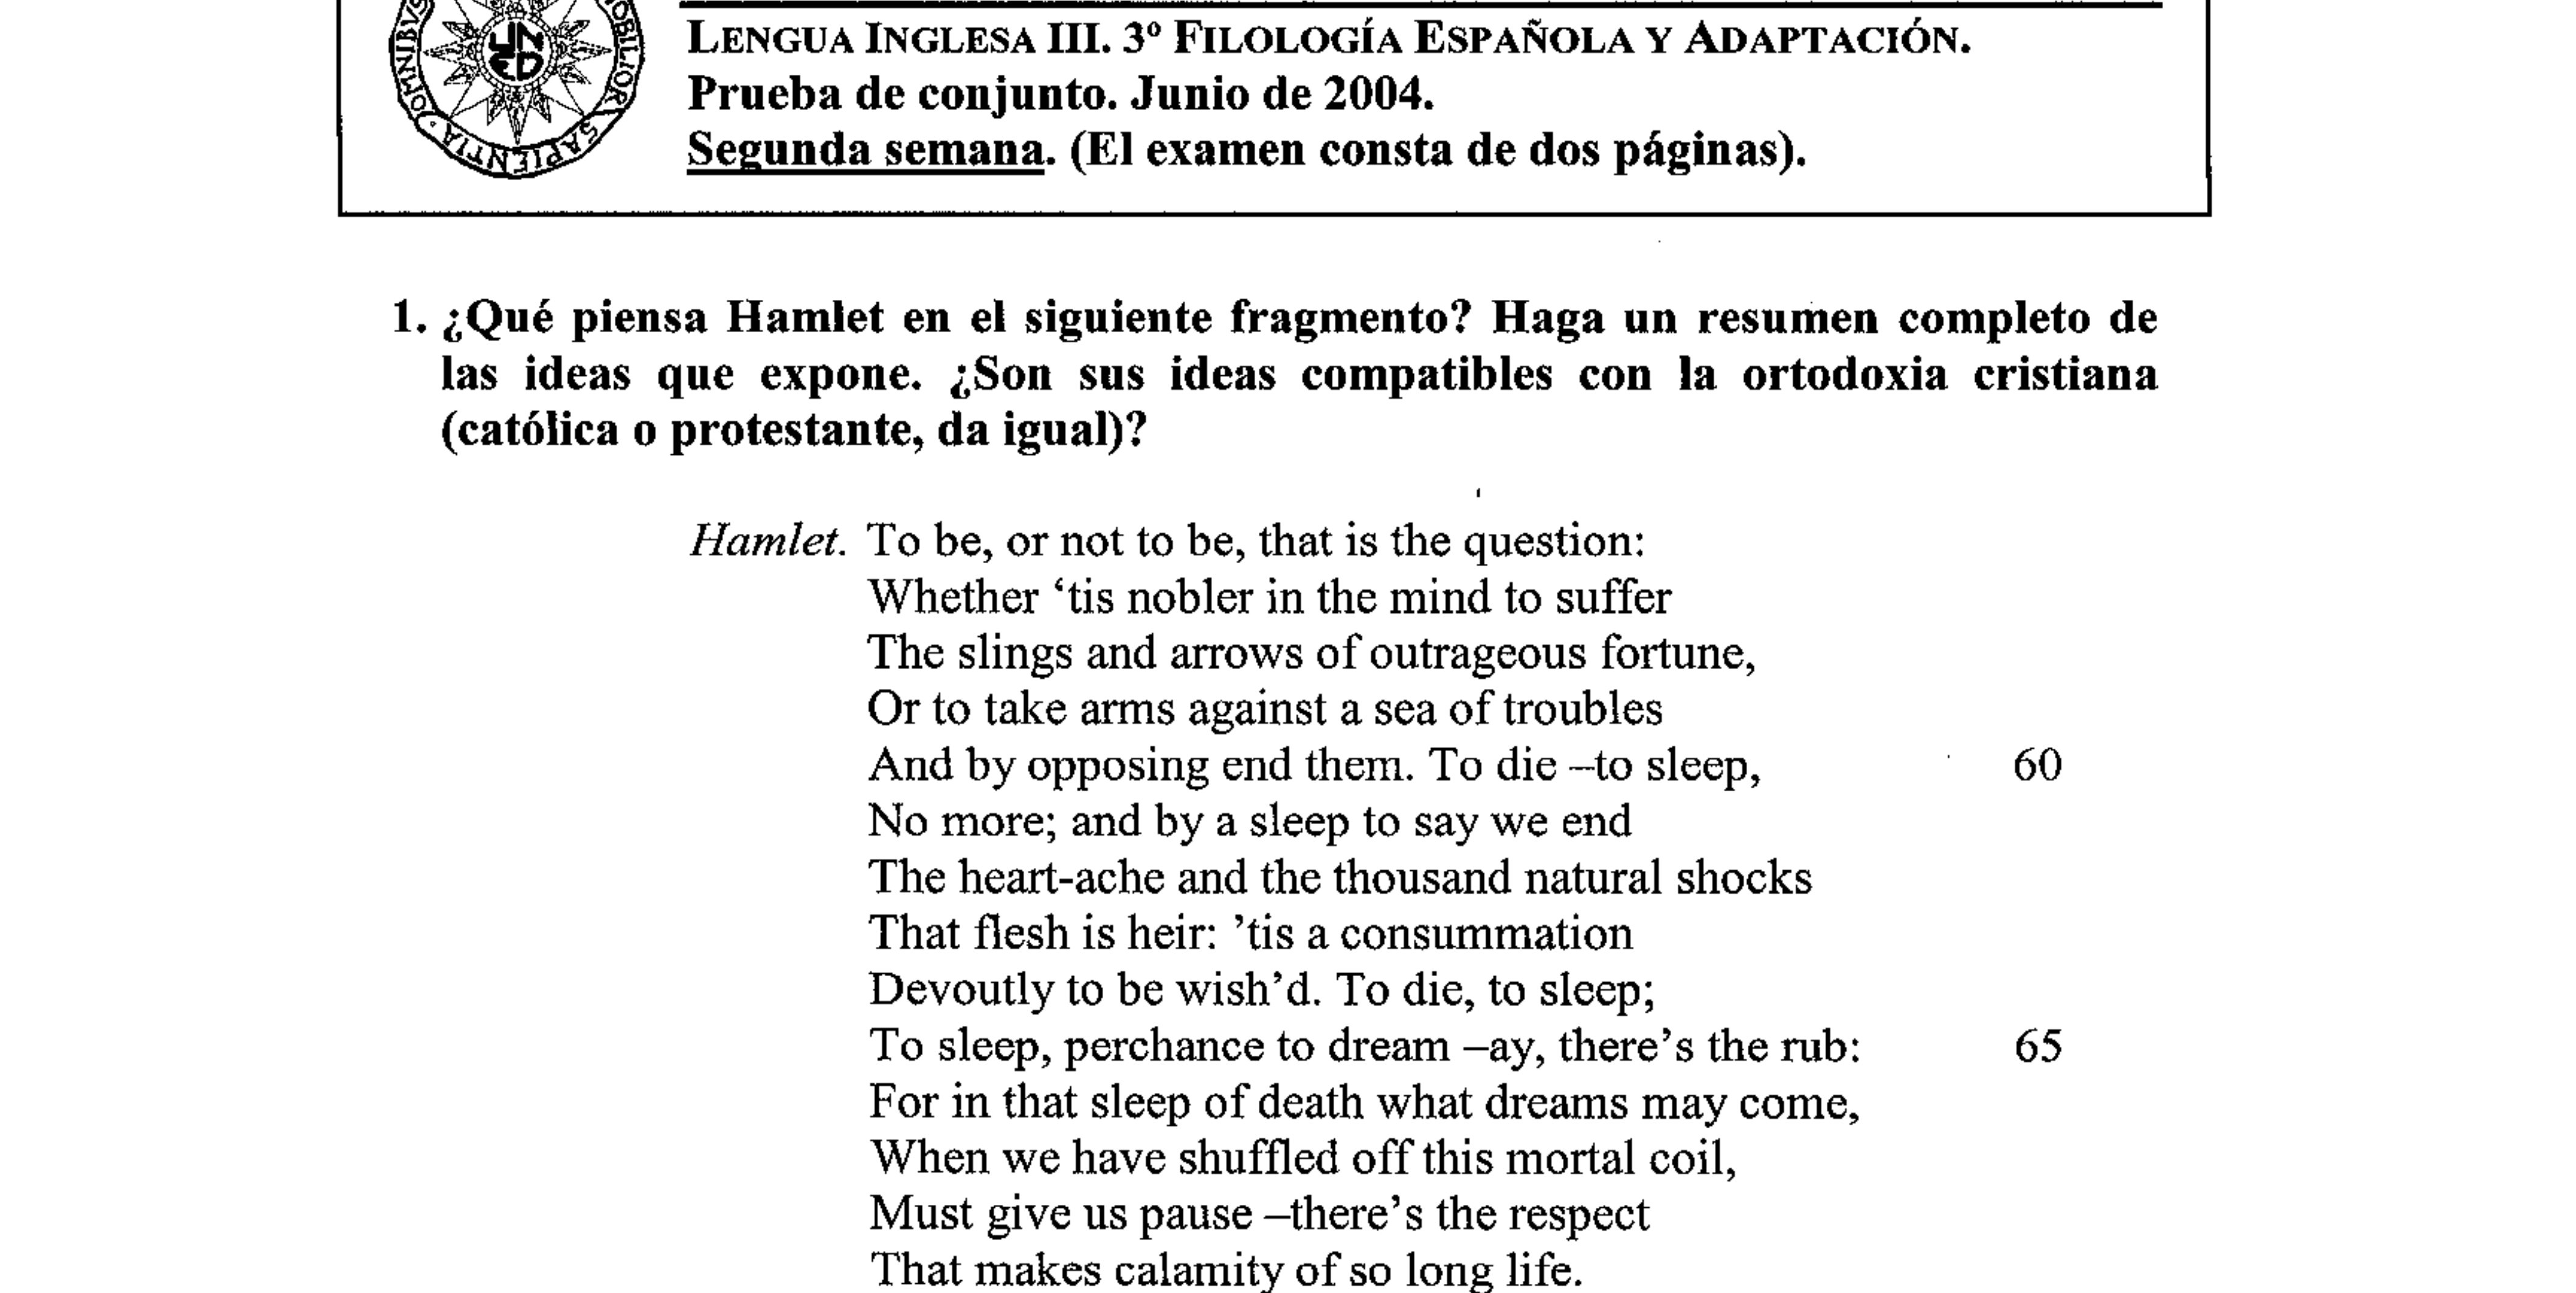 OMNIBVS MOBILIOR SAPIENTIA
UNED
LENGUA INGLESA III. 3º FILOLOGÍA ESPAÑOLA Y ADAPTACIÓN.
Prueba de conjunto. Junio de 2004.
Segunda semana. (El examen consta de dos páginas).
1. ¿Qué piensa Hamlet en el siguiente fragmento? Haga un resumen completo de
las ideas que expone. ¿Son sus ideas compatibles con la ortodoxia cristiana
(católica o protestante, da igual)?
Hamlet. To be, or not to be, that is the question:
Whether ‘tis nobler in the mind to suffer
The slings and arrows of outrageous fortune,
Or to take arms against a sea of troubles
And by opposing end them. To die –to sleep, 60
No more; and by a sleep to say we end
The heart-ache and the thousand natural shocks
That flesh is heir: ’tis a consummation
Devoutly to be wish’d. To die, to sleep;
To sleep, perchance to dream –ay, there’s the rub: 65
For in that sleep of death what dreams may come,
When we have shuffled off this mortal coil,
Must give us pause –there’s the respect
That makes calamity of so long life.